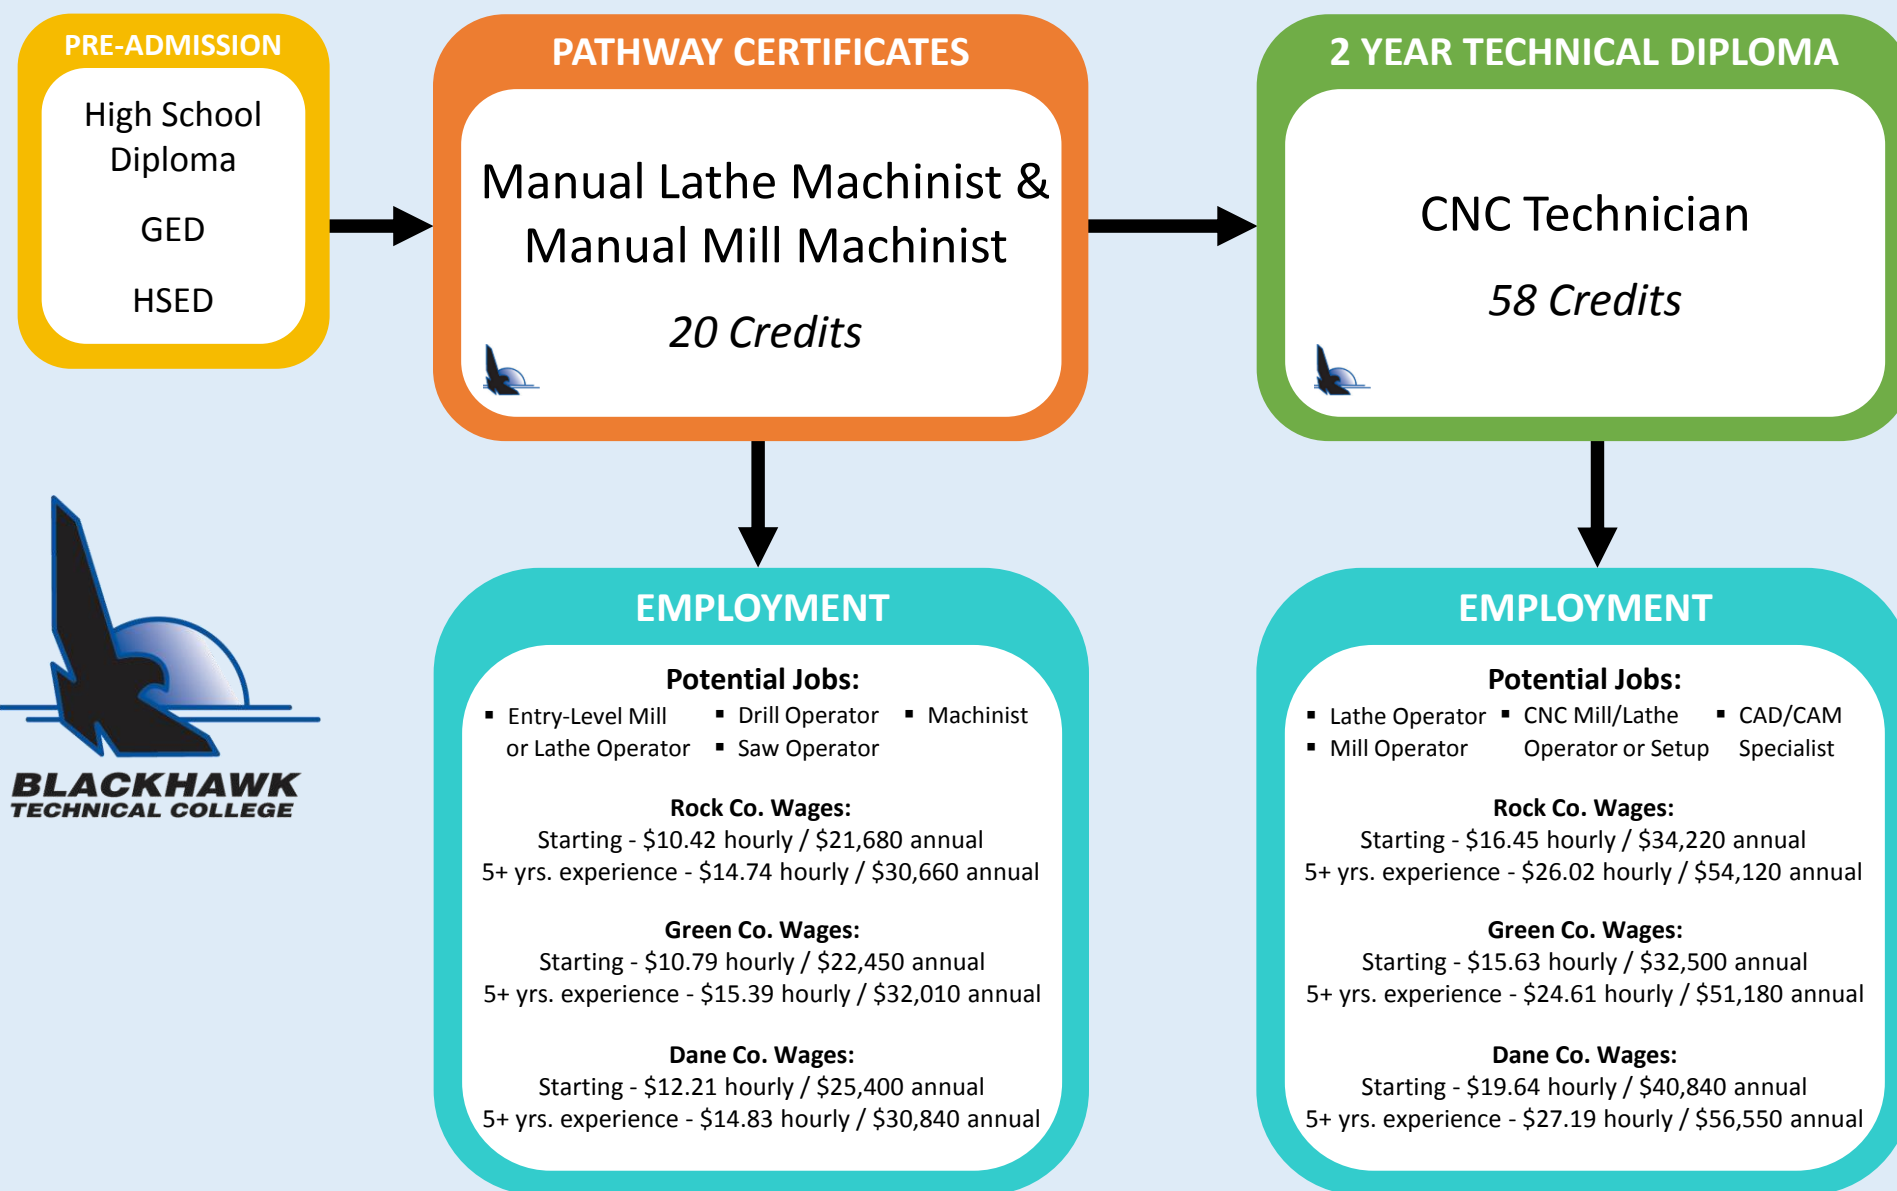 PRE-ADMISSION
High School
Diploma
GED
HSED
PATHWAY CERTIFICATES
Manual Lathe Machinist &
Manual Mill Machinist
20 Credits
2 YEAR TECHNICAL DIPLOMA
CNC Technician
58 Credits
BLACKHAWK
TECHNICAL COLLEGE
EMPLOYMENT
Potential Jobs:
▪ Entry-Level Mill
or Lathe Operator
▪ Drill Operator
▪ Saw Operator
▪ Machinist
Rock Co. Wages:
Starting - $10.42 hourly / $21,680 annual
5+ yrs. experience - $14.74 hourly / $30,660 annual
Green Co. Wages:
Starting - $10.79 hourly / $22,450 annual
5+ yrs. experience - $15.39 hourly / $32,010 annual
Dane Co. Wages:
Starting - $12.21 hourly / $25,400 annual
5+ yrs. experience - $14.83 hourly / $30,840 annual
EMPLOYMENT
Potential Jobs:
▪ Lathe Operator
▪ Mill Operator
▪ CNC Mill/Lathe
Operator or Setup
▪ CAD/CAM
Specialist
Rock Co. Wages:
Starting - $16.45 hourly / $34,220 annual
5+ yrs. experience - $26.02 hourly / $54,120 annual
Green Co. Wages:
Starting - $15.63 hourly / $32,500 annual
5+ yrs. experience - $24.61 hourly / $51,180 annual
Dane Co. Wages:
Starting - $19.64 hourly / $40,840 annual
5+ yrs. experience - $27.19 hourly / $56,550 annual